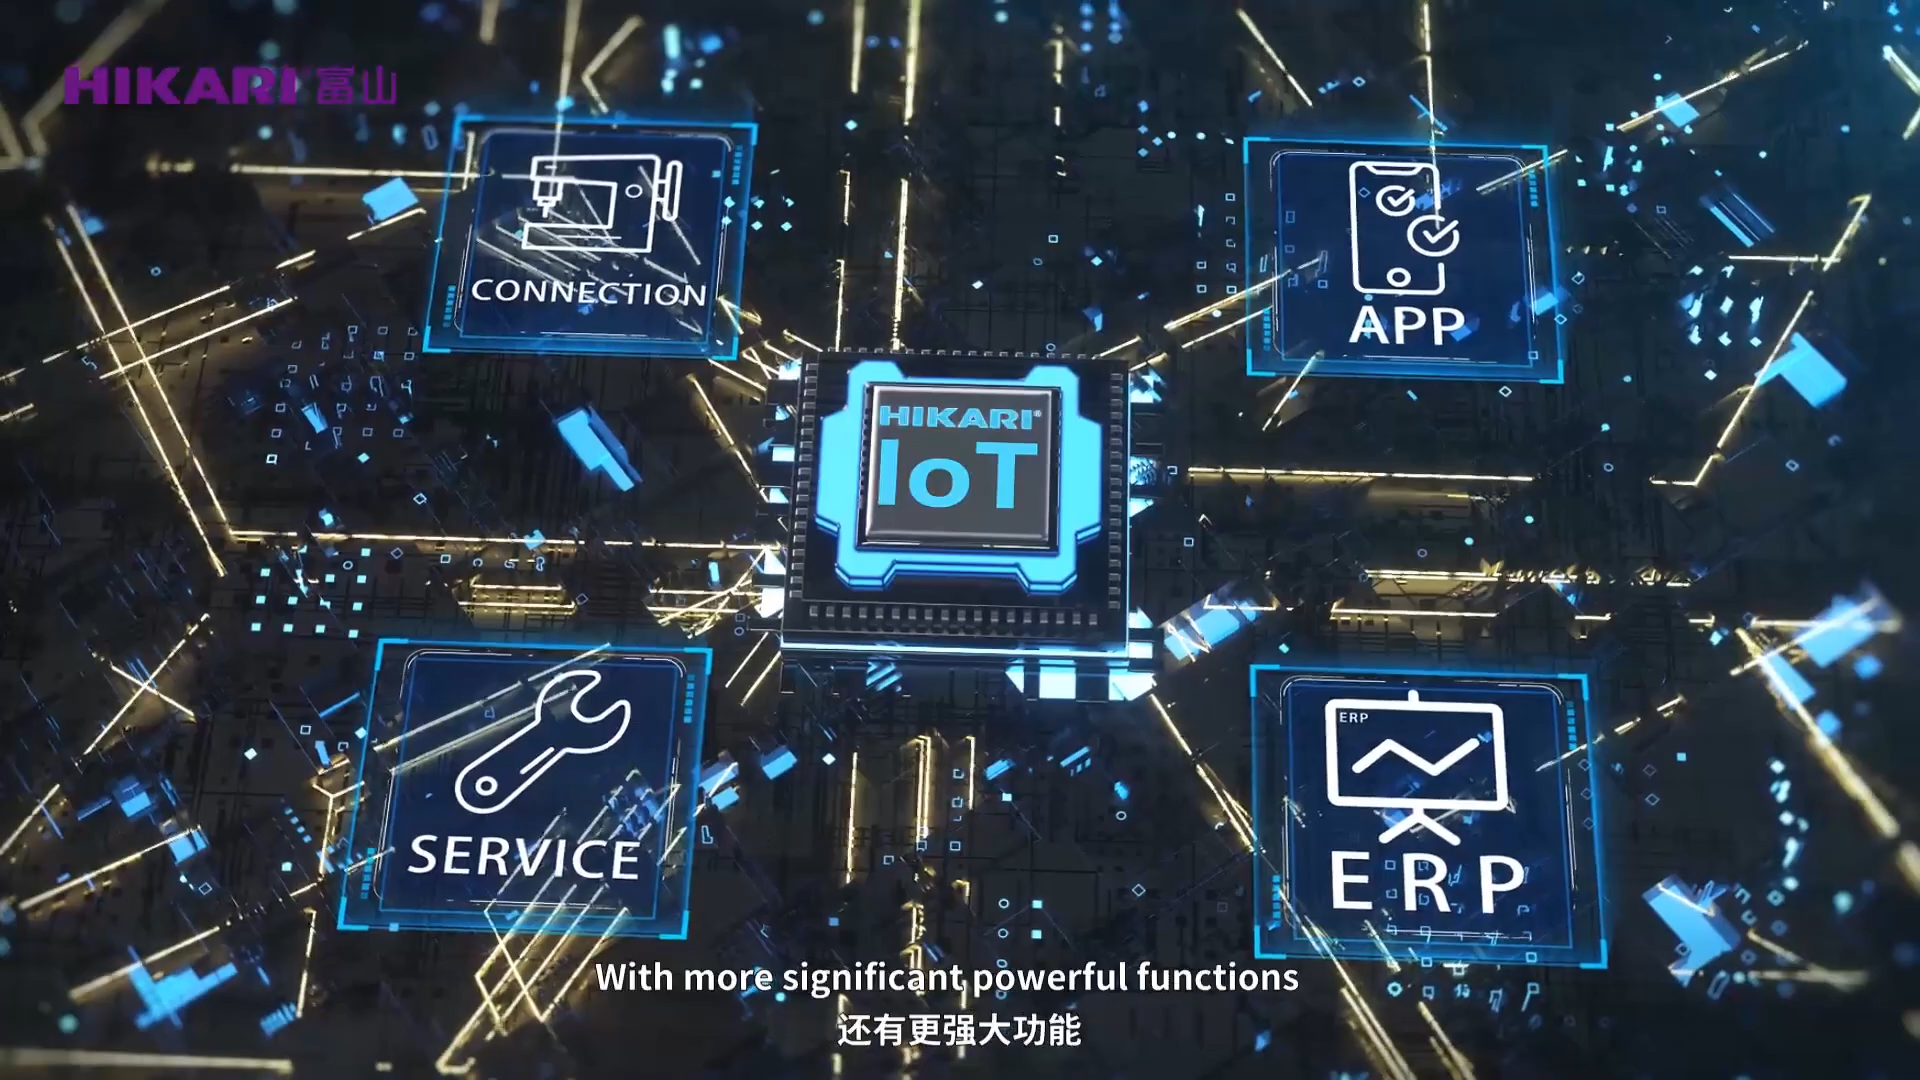 HIKARI 富山
CONNECTION
APP
HIKARI®
IoT
SERVICE
ERP
ERP
With more significant powerful functions
还有更强大功能